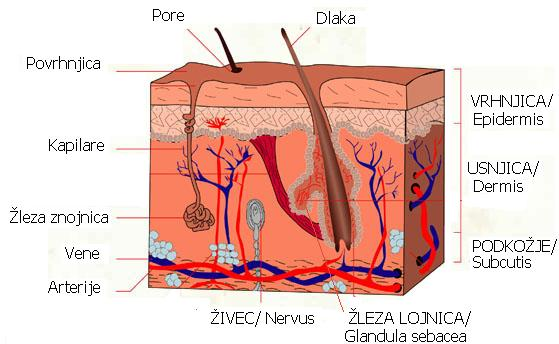 Pore
Dlaka
Povrhnjica
VRHNJICA/
Epidermis
Kapilare
USNJICA/
Dermis
Žleza znojnica
PODKOŽJE/
Subcutis
Vene
Arterije
ŽIVEC/ Nervus
ŽLEZA LOJNICA/
Glandula sebacea